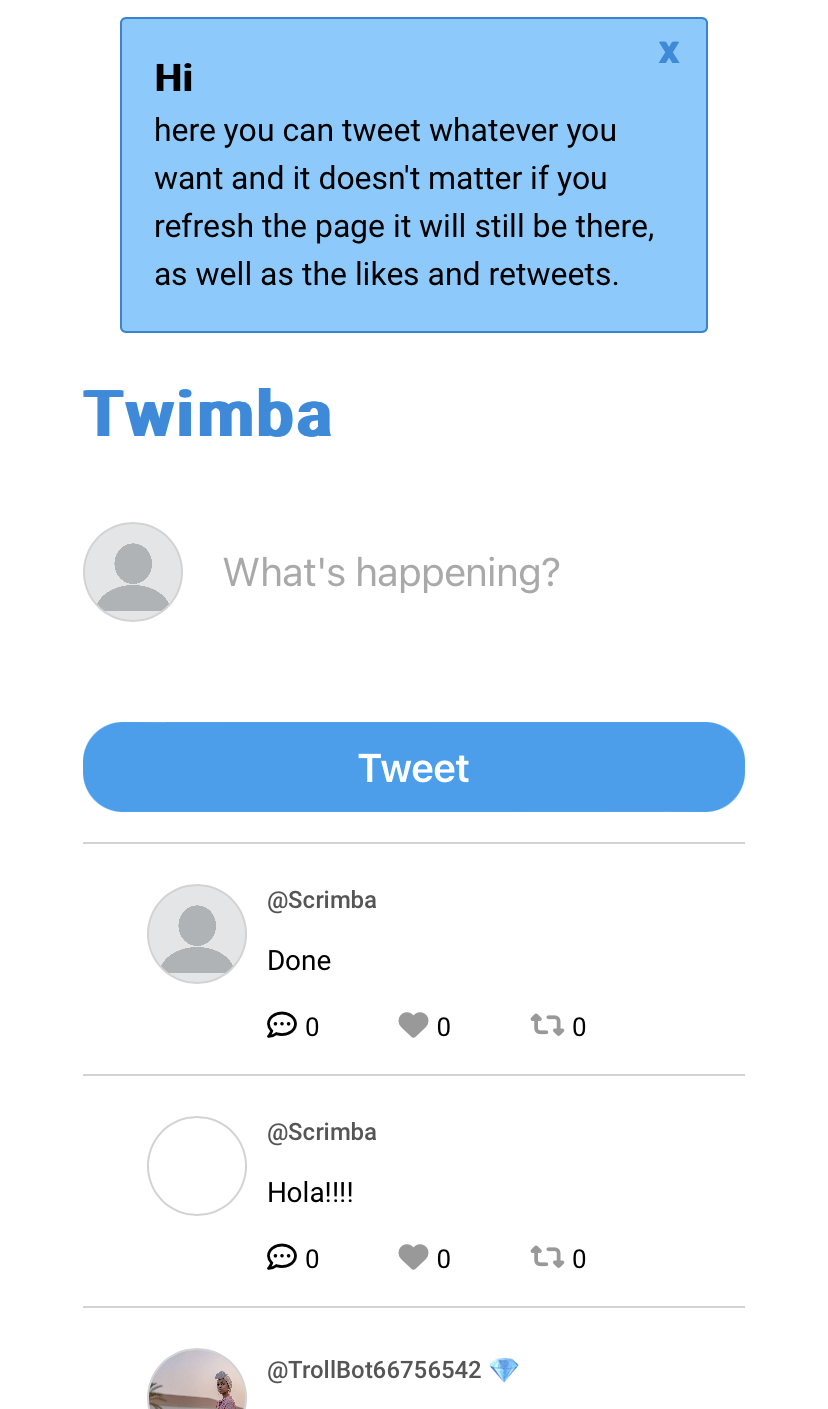 x
Hi
here you can tweet whatever you
want and it doesn't matter if you
refresh the page it will still be there,
as well as the likes and retweets.
Twimba
What's happening?
Tweet
@Scrimba
Done
0 0 0
@Scrimba
Hola!!!!
0 0 0
@TrollBot66756542 💎